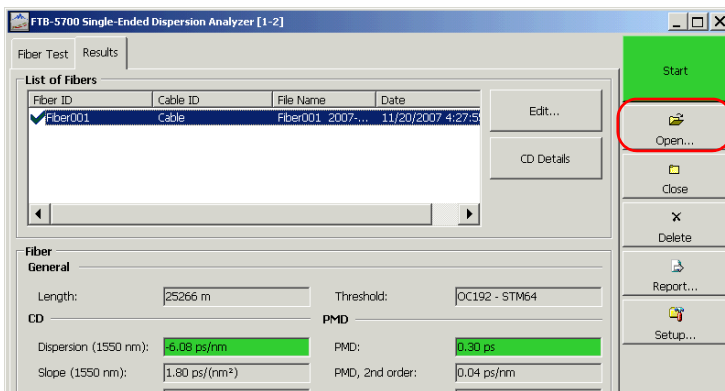 FTB-5700 Single-Ended Dispersion Analyzer [1-2]
Fiber Test Results
List of Fibers
Fiber ID Cable ID File Name Date
Fiber001 Cable Fiber001_2007-... 11/20/2007 4:27:55
Edit...
CD Details
Start
Open...
Close
Delete
Report...
Setup...
Fiber
General
Length: 25266 m Threshold: OC192 - STM64
CD PMD
Dispersion (1550 nm): -6.08 ps/nm PMD: 0.30 ps
Slope (1550 nm): 1.80 ps/(nm²) PMD, 2nd order: 0.04 ps/nm